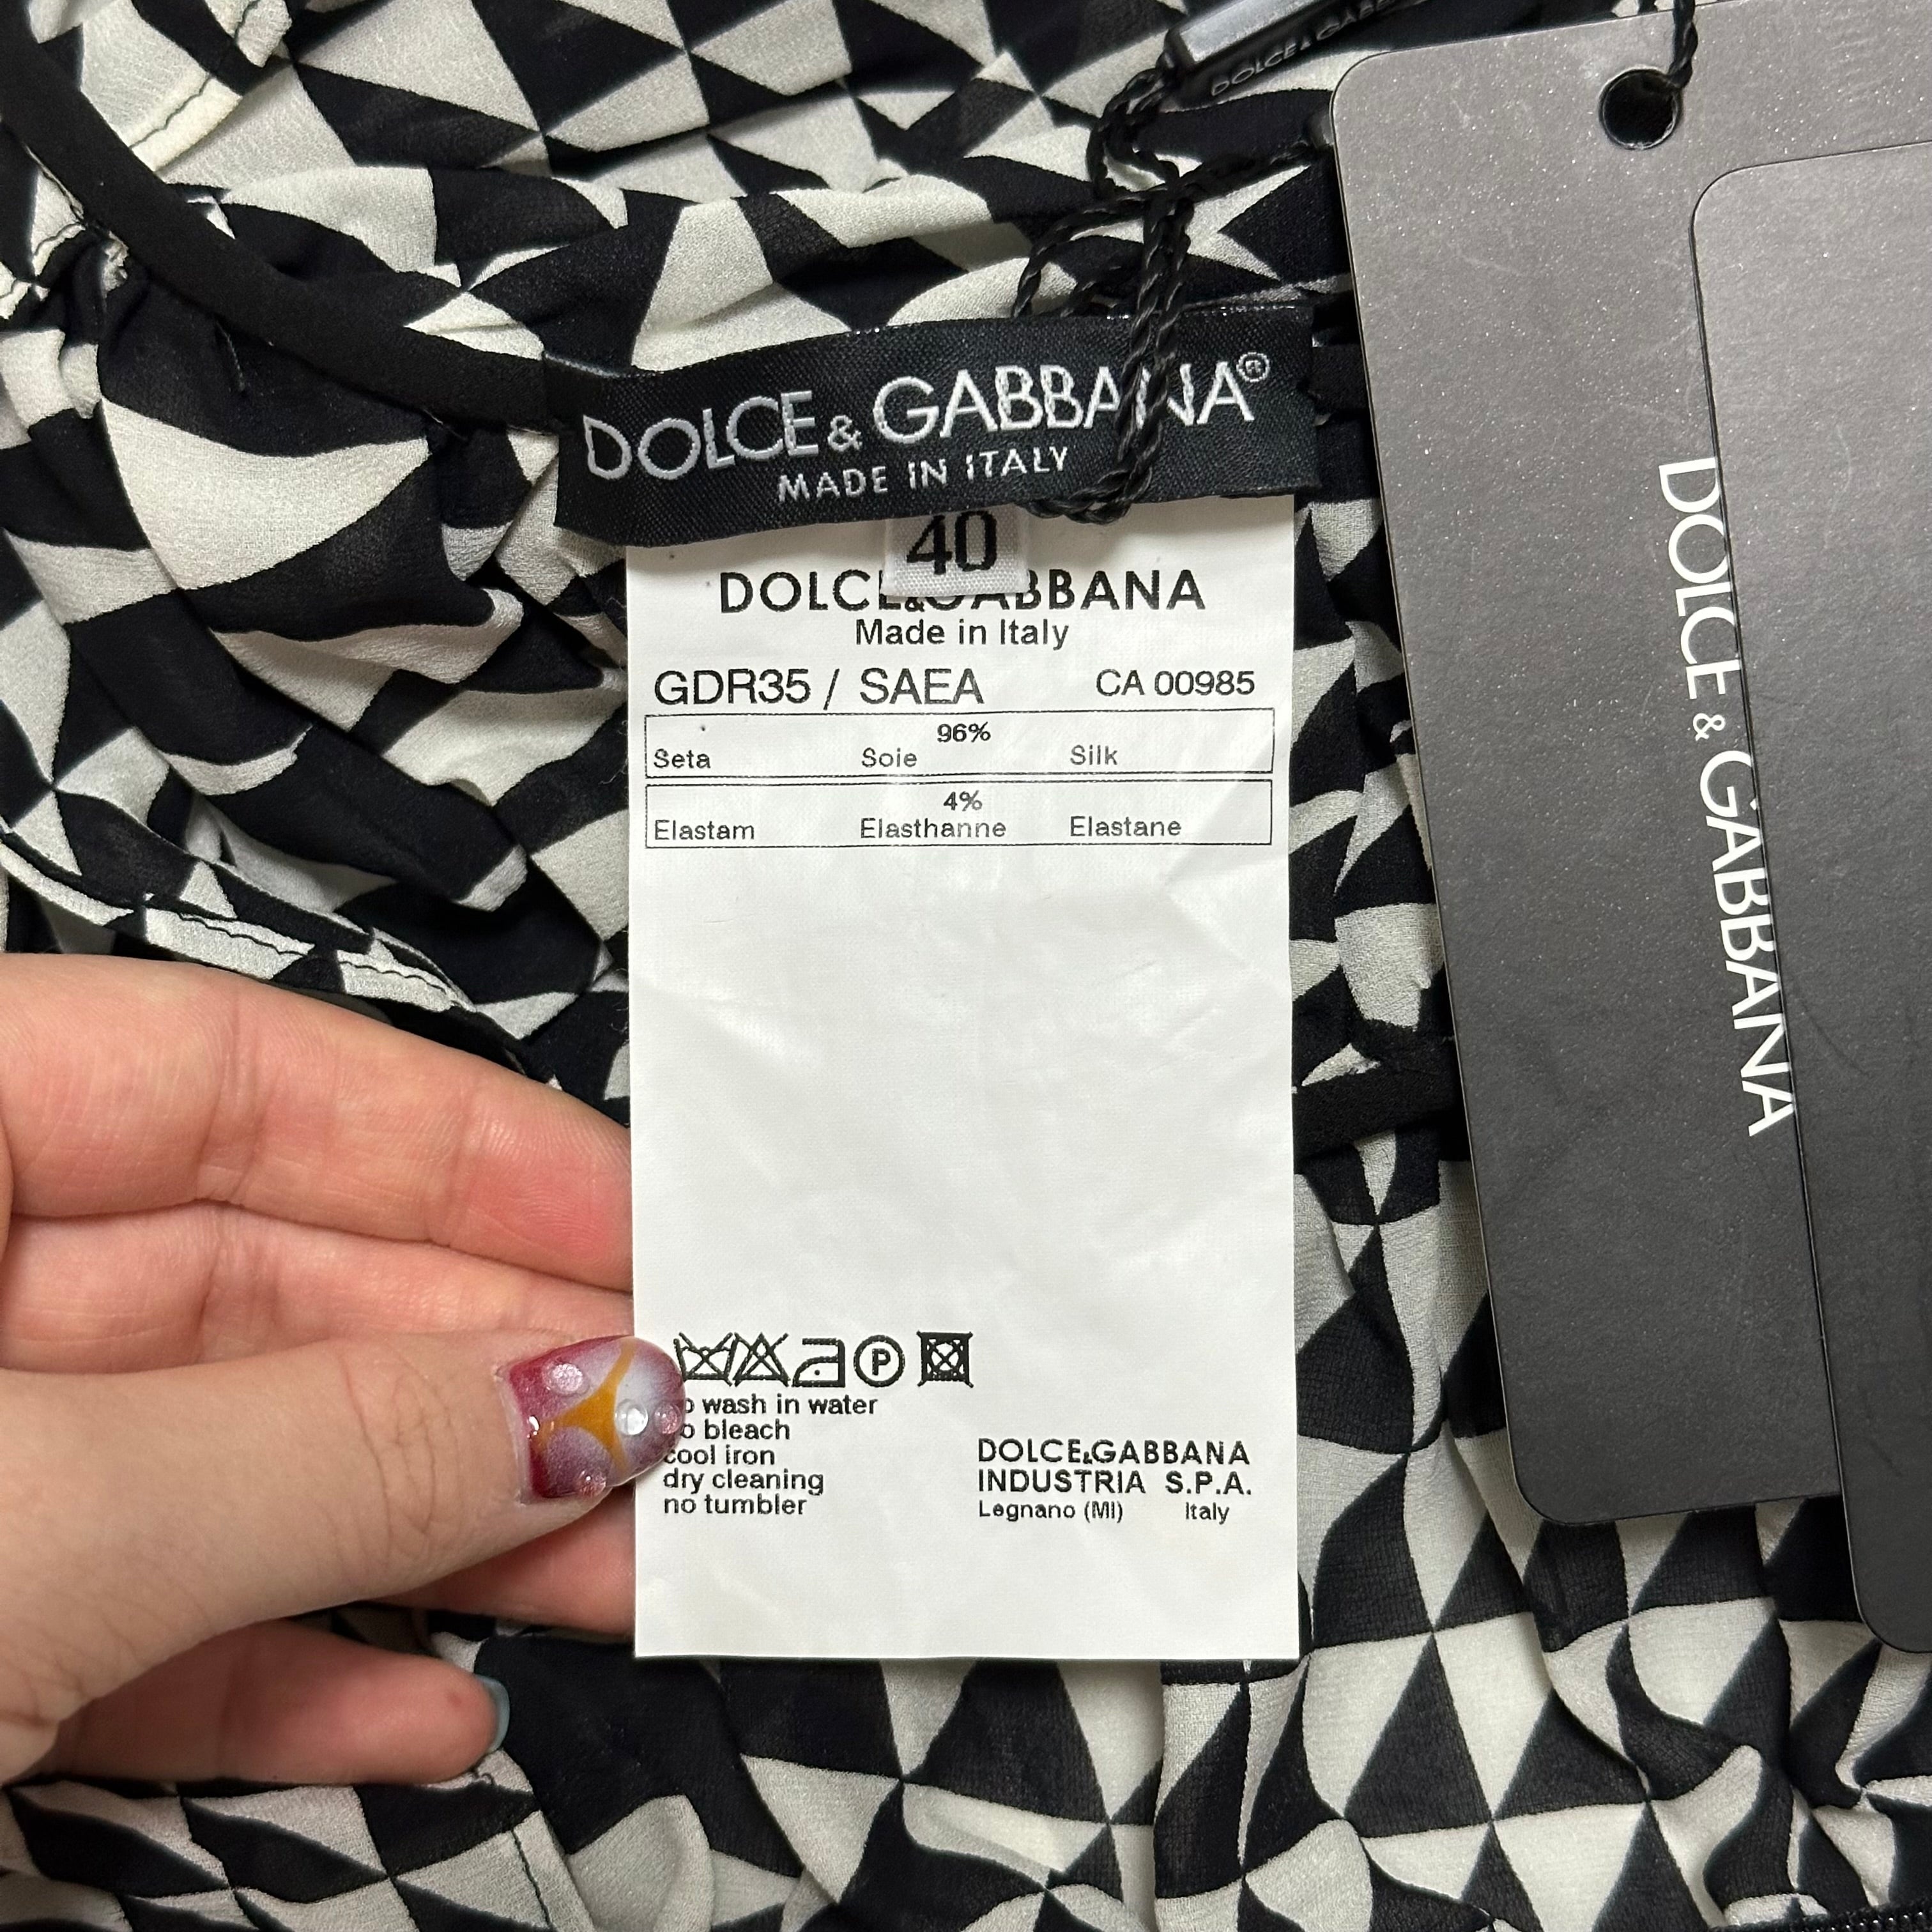 DOLCE & GABBANA
DOLCE & GABBANA®
MADE IN ITALY
40
DOLCE&GABBANA
Made in Italy
GDR35 / SAEA CA 00985
96%
Seta Soie Silk
4%
Elastam Elasthanne Elastane
P
wash in water
bleach
cool iron
dry cleaning
no tumbler
DOLCE&GABBANA
INDUSTRIA S.P.A.
Legnano (MI) Italy
DOLCE & GABBANA